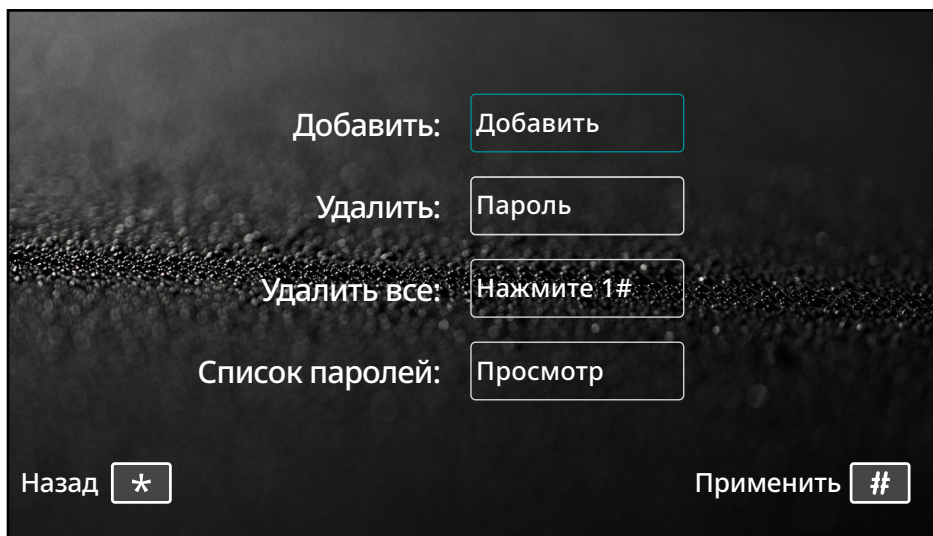 Добавить: Добавить
Удалить: Пароль
Удалить все: Нажмите 1#
Список паролей: Просмотр
Назад * Применить #